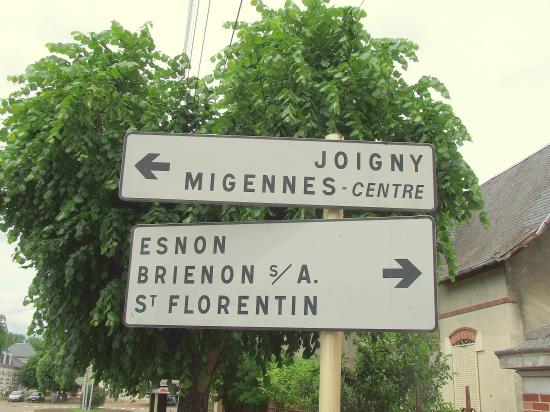 JOIGNY
MIGENNES - CENTRE
ESNON
BRIENON S/A.
ST FLORENTIN